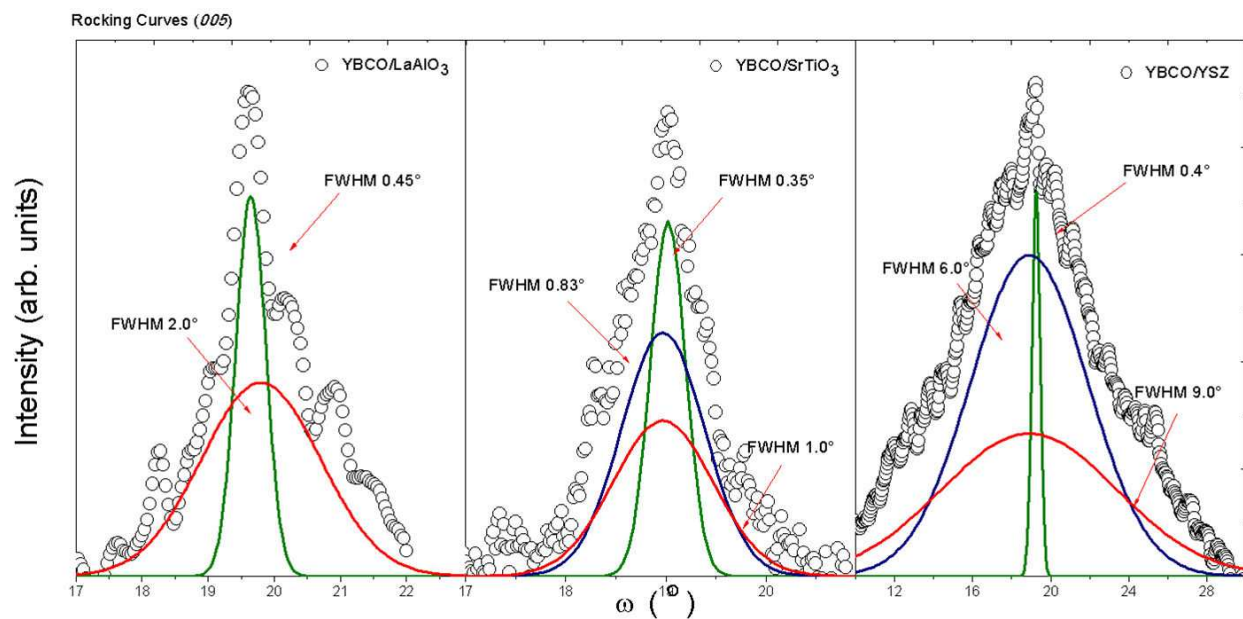 Rocking Curves (005)
YBCO/LaAlO3
FWHM 0.45°
FWHM 2.0°
YBCO/SrTiO3
FWHM 0.35°
FWHM 0.83°
FWHM 1.0°
YBCO/YSZ
FWHM 0.4°
FWHM 6.0°
FWHM 9.0°
Intensity (arb. units)
17 18 19 20 21 22
17 18 19 20
12 16 20 24 28
ω (°)